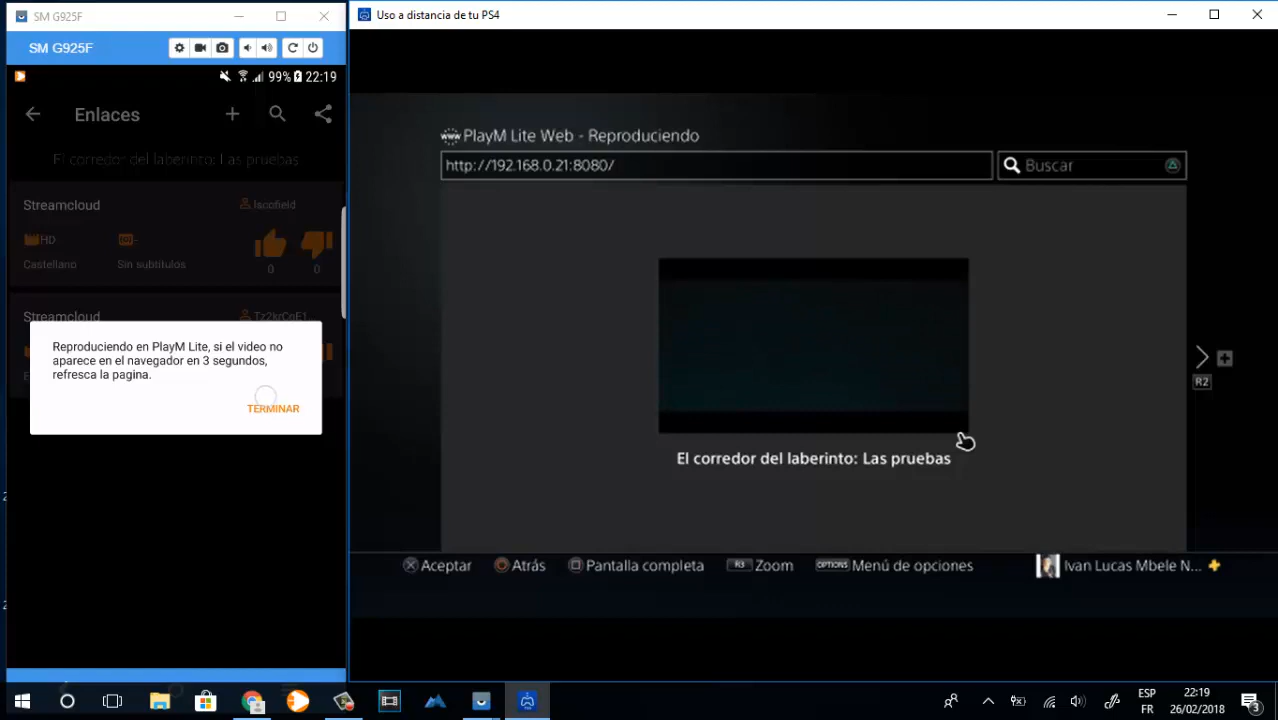 SM G925F
SM G925F
99% 22:19
Enlaces
El corredor del laberinto: Las pruebas
Streamcloud
lscofield
HD
Castellano
Sin subtitulos
0
0
Streamcloud
Reproduciendo en PlayM Lite, si el video no
aparece en el navegador en 3 segundos,
refresca la pagina.
TERMINAR
Uso a distancia de tu PS4
www PlayM Lite Web - Reproduciendo
http://192.168.0.21:8080/
Buscar
R2
El corredor del laberinto: Las pruebas
Aceptar
Atrás
Pantalla completa
R3 Zoom
OPTIONS Menú de opciones
Ivan Lucas Mbele N...
ESP
FR
22:19
26/02/2018
3